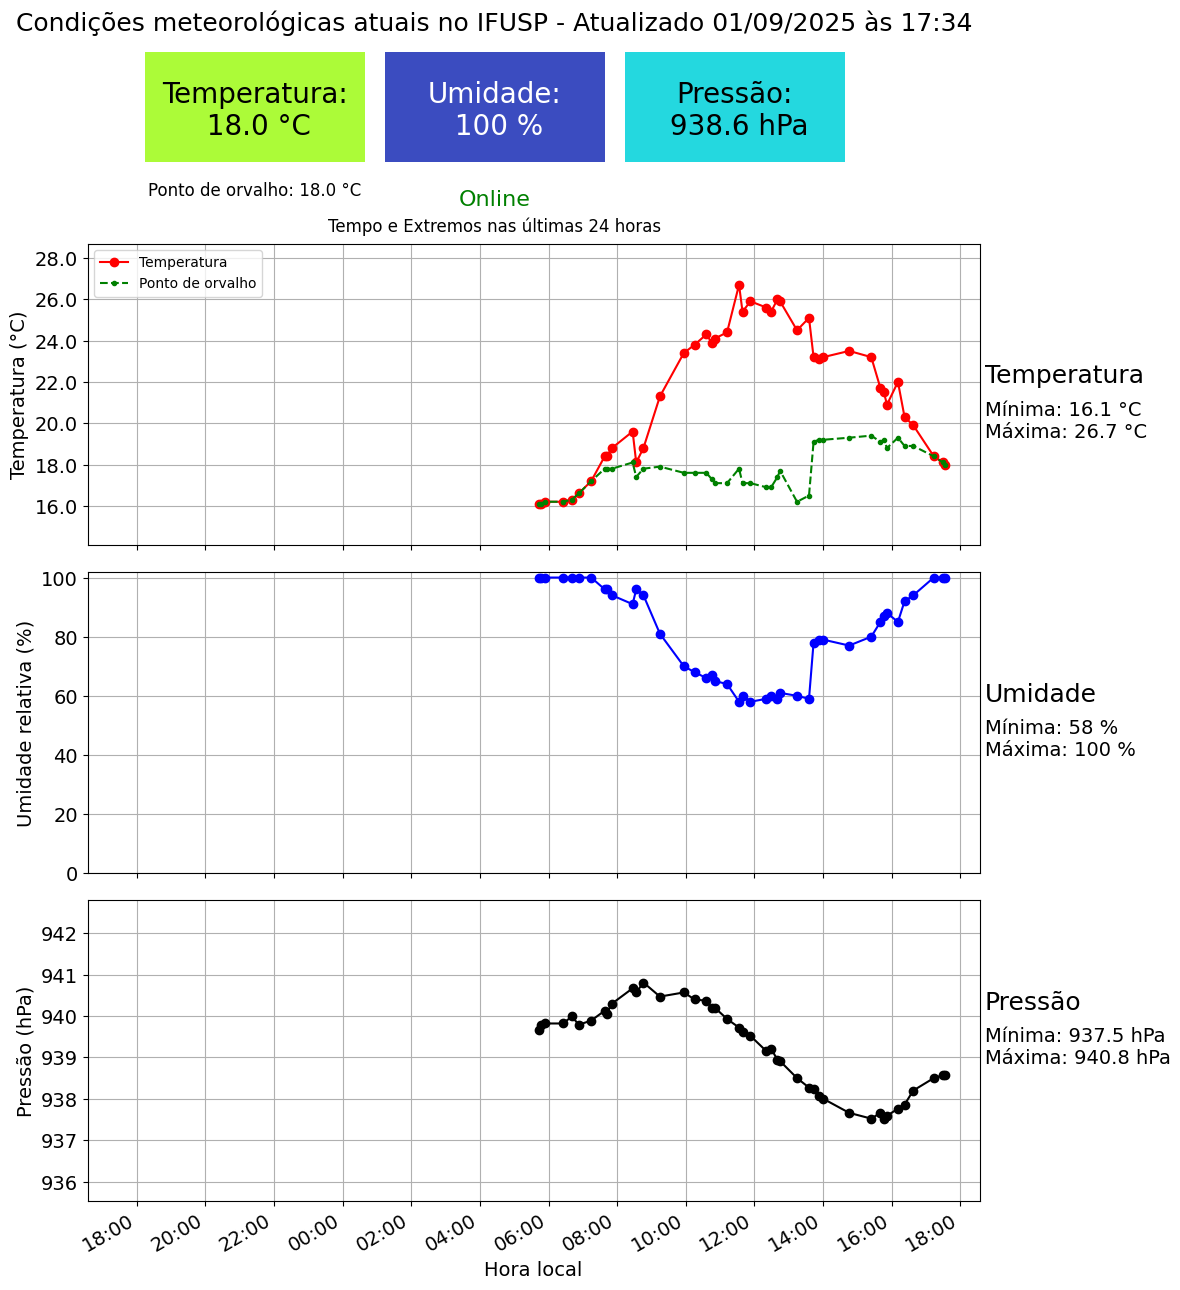 Condições meteorológicas atuais no IFUSP - Atualizado 01/09/2025 às 17:34
Temperatura:
18.0 °C
Umidade:
100 %
Pressão:
938.6 hPa
Ponto de orvalho: 18.0 °C
Online
Tempo e Extremos nas últimas 24 horas
Temperatura
Ponto de orvalho
Temperatura (°C)
28.0
26.0
24.0
22.0
20.0
18.0
16.0
Temperatura
Mínima: 16.1 °C
Máxima: 26.7 °C
Umidade relativa (%)
100
80
60
40
20
0
Umidade
Mínima: 58 %
Máxima: 100 %
Pressão (hPa)
942
941
940
939
938
937
936
Pressão
Mínima: 937.5 hPa
Máxima: 940.8 hPa
18:00 20:00 22:00 00:00 02:00 04:00 06:00 08:00 10:00 12:00 14:00 16:00 18:00
Hora local